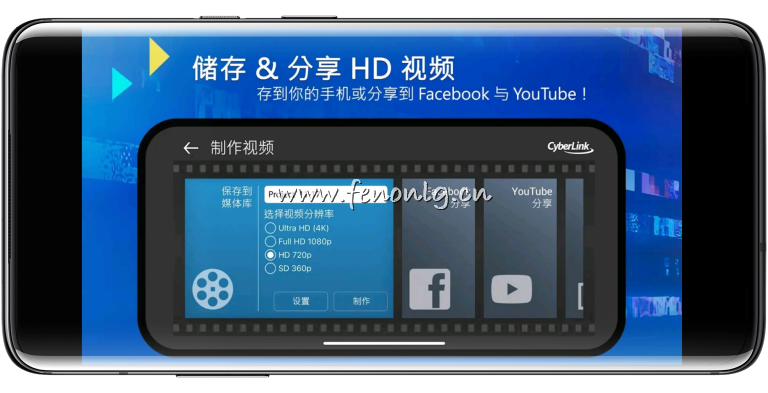 储存 & 分享 HD 视频
存到你的手机或分享到 Facebook 与 YouTube！
← 制作视频
CyberLink
保存到
媒体库
选择视频分辨率
Ultra HD (4K)
Full HD 1080p
HD 720p
SD 360p
设置
制作
Facebook
分享
YouTube
分享
www.fenonlg.cn